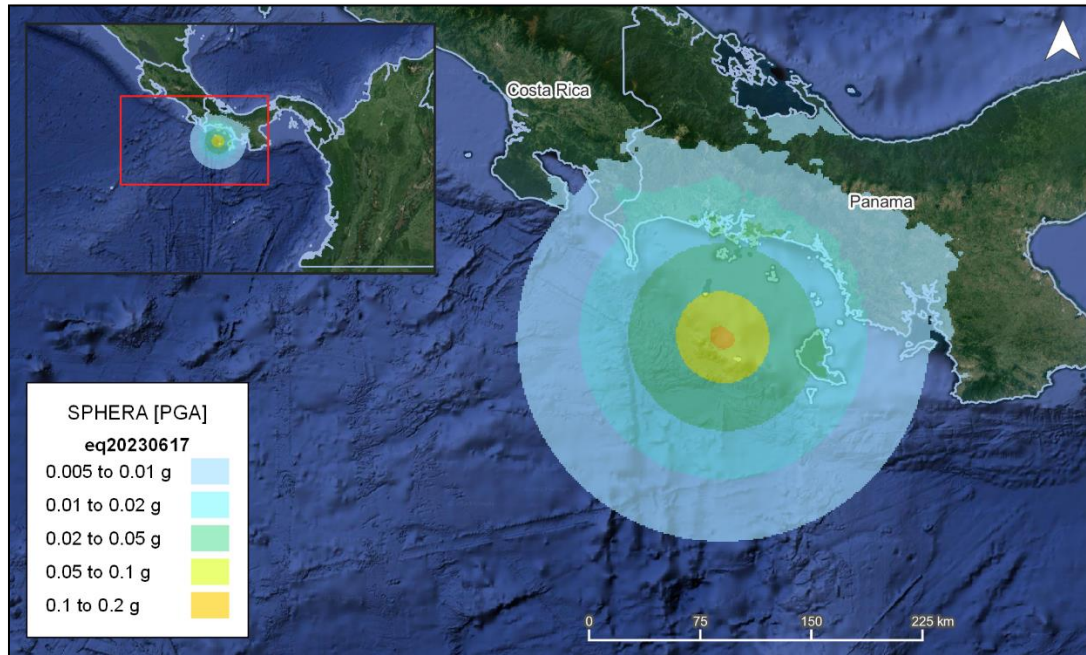 Costa Rica
Panama
SPHERA [PGA]
eq20230617
0.005 to 0.01 g
0.01 to 0.02 g
0.02 to 0.05 g
0.05 to 0.1 g
0.1 to 0.2 g
0 75 150 225 km